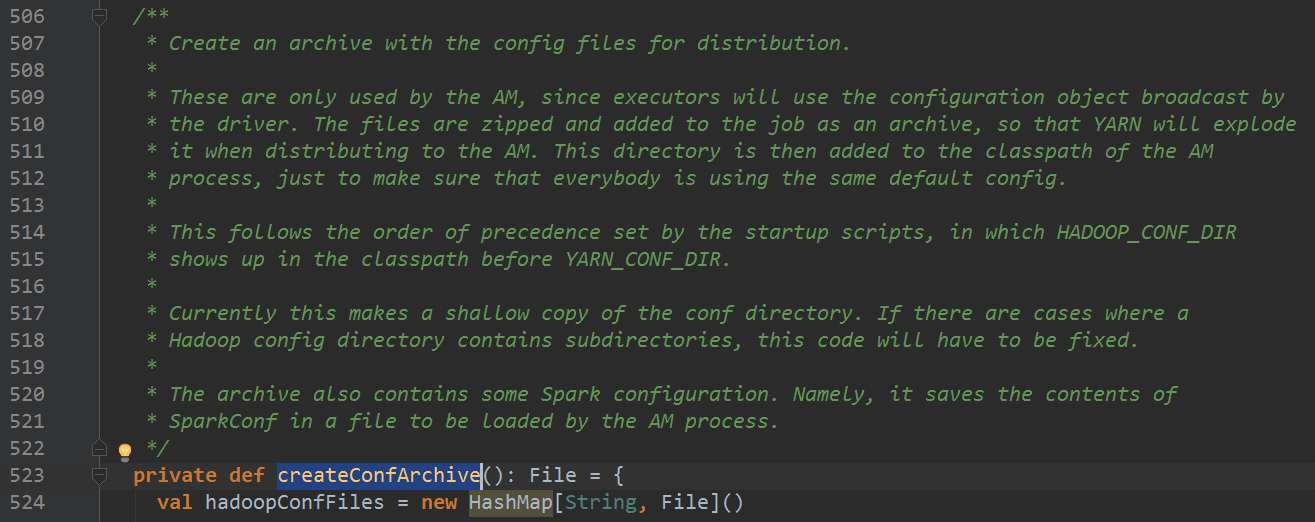 506 /**
507 * Create an archive with the config files for distribution.
508 *
509 * These are only used by the AM, since executors will use the configuration object broadcast by
510 * the driver. The files are zipped and added to the job as an archive, so that YARN will explode
511 * it when distributing to the AM. This directory is then added to the classpath of the AM
512 * process, just to make sure that everybody is using the same default config.
513 *
514 * This follows the order of precedence set by the startup scripts, in which HADOOP_CONF_DIR
515 * shows up in the classpath before YARN_CONF_DIR.
516 *
517 * Currently this makes a shallow copy of the conf directory. If there are cases where a
518 * Hadoop config directory contains subdirectories, this code will have to be fixed.
519 *
520 * The archive also contains some Spark configuration. Namely, it saves the contents of
521 * SparkConf in a file to be loaded by the AM process.
522 */
523 private def createConfArchive(): File = {
524 val hadoopConfFiles = new HashMap[String, File]()